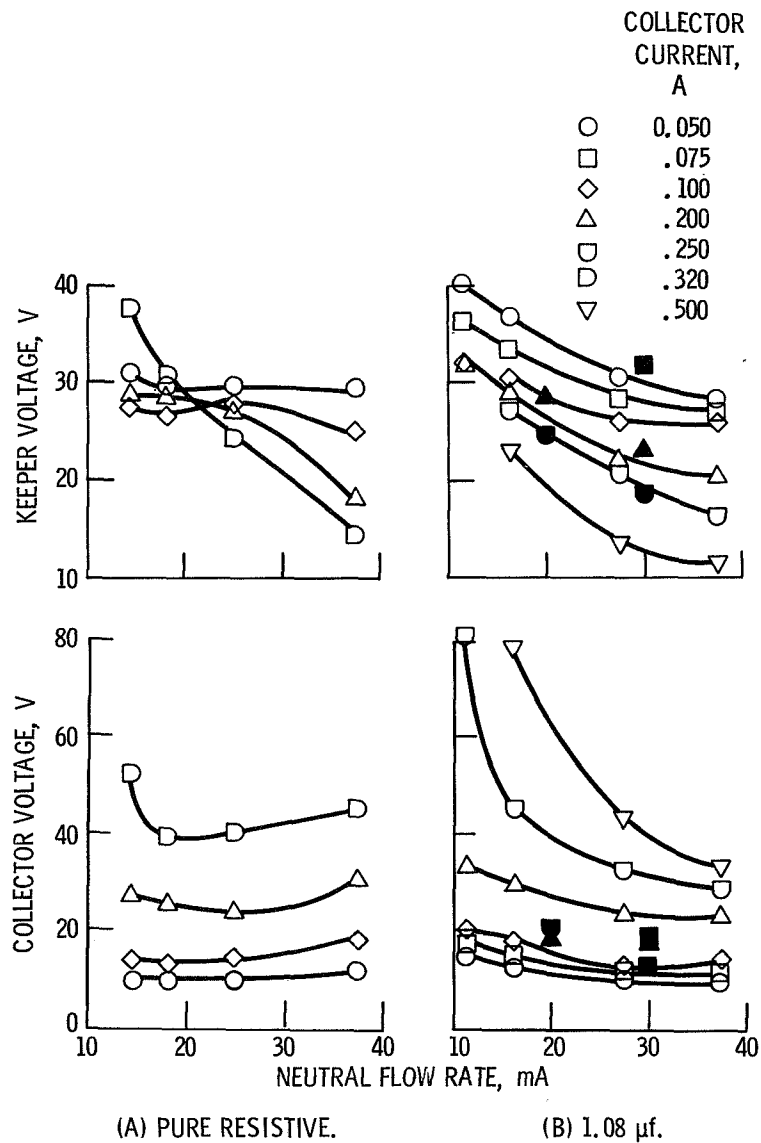 COLLECTOR
CURRENT,
A
0.050
.075
.100
.200
.250
.320
.500
40
30
20
10
KEEPER VOLTAGE, V
80
60
40
20
0
COLLECTOR VOLTAGE, V
10 20 30 40 10 20 30 40
NEUTRAL FLOW RATE, mA
(A) PURE RESISTIVE. (B) 1.08 µf.